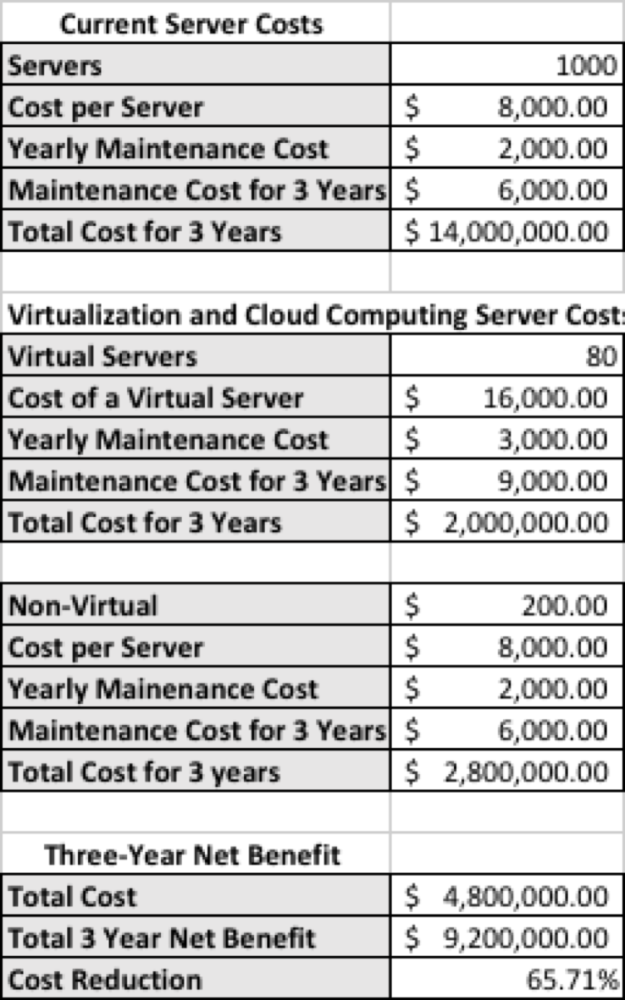 Current Server Costs
Servers 1000
Cost per Server $ 8,000.00
Yearly Maintenance Cost $ 2,000.00
Maintenance Cost for 3 Years $ 6,000.00
Total Cost for 3 Years $ 14,000,000.00
Virtualization and Cloud Computing Server Costs
Virtual Servers 80
Cost of a Virtual Server $ 16,000.00
Yearly Maintenance Cost $ 3,000.00
Maintenance Cost for 3 Years $ 9,000.00
Total Cost for 3 Years $ 2,000,000.00
Non-Virtual $ 200.00
Cost per Server $ 8,000.00
Yearly Mainenance Cost $ 2,000.00
Maintenance Cost for 3 Years $ 6,000.00
Total Cost for 3 years $ 2,800,000.00
Three-Year Net Benefit
Total Cost $ 4,800,000.00
Total 3 Year Net Benefit $ 9,200,000.00
Cost Reduction 65.71%